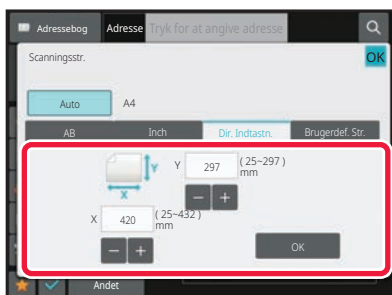 Adressebog Adresse Tryk for at angive adresse
Scanningsstr. OK
Auto A4
AB Inch Dir. Indtastn. Brugerdef. Str.
Y Y 297 ( 25~297 )
mm
− +
X
X 420 ( 25~432 )
mm
− + OK
Andet